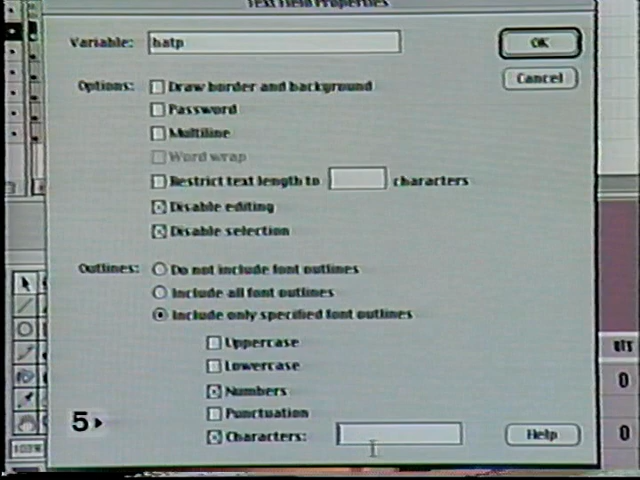 Text Field Properties
Variable: hatp
OK
Cancel
Options: Draw border and background
Password
Multiline
Word wrap
Restrict text length to characters
Disable editing
Disable selection
Outlines: Do not include font outlines
Include all font outlines
Include only specified font outlines
Uppercase
Lowercase
Numbers
Punctuation
Characters:
Help
5
0
0
103%